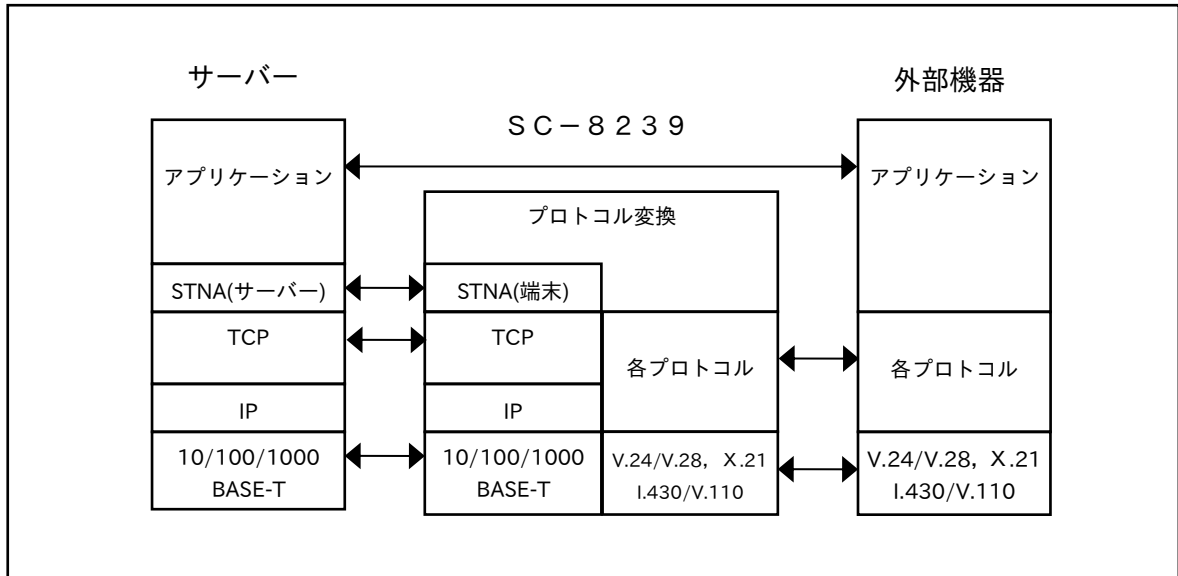 サーバー
外部機器
SC－8239
アプリケーション
アプリケーション
プロトコル変換
STNA(サーバー)
STNA(端末)
TCP
TCP
各プロトコル
各プロトコル
IP
IP
10/100/1000
BASE-T
10/100/1000
BASE-T
V.24/V.28，X.21
I.430/V.110
V.24/V.28，X.21
I.430/V.110